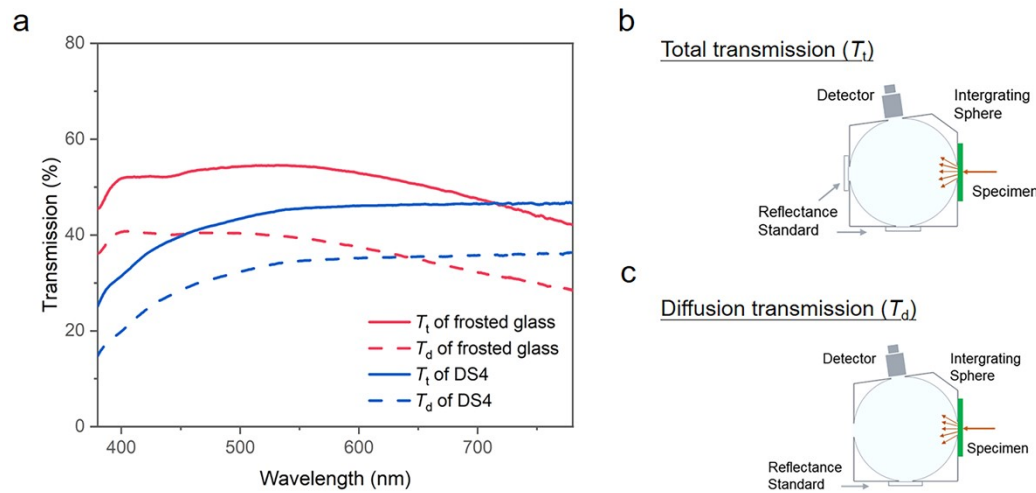 a
80
60
40
20
0
Transmission (%)
400
500
600
700
Wavelength (nm)
Tt of frosted glass
Td of frosted glass
Tt of DS4
Td of DS4
b
Total transmission (Tt)
Detector
Intergrating
Sphere
Specimen
Reflectance
Standard
c
Diffusion transmission (Td)
Detector
Intergrating
Sphere
Specimen
Reflectance
Standard